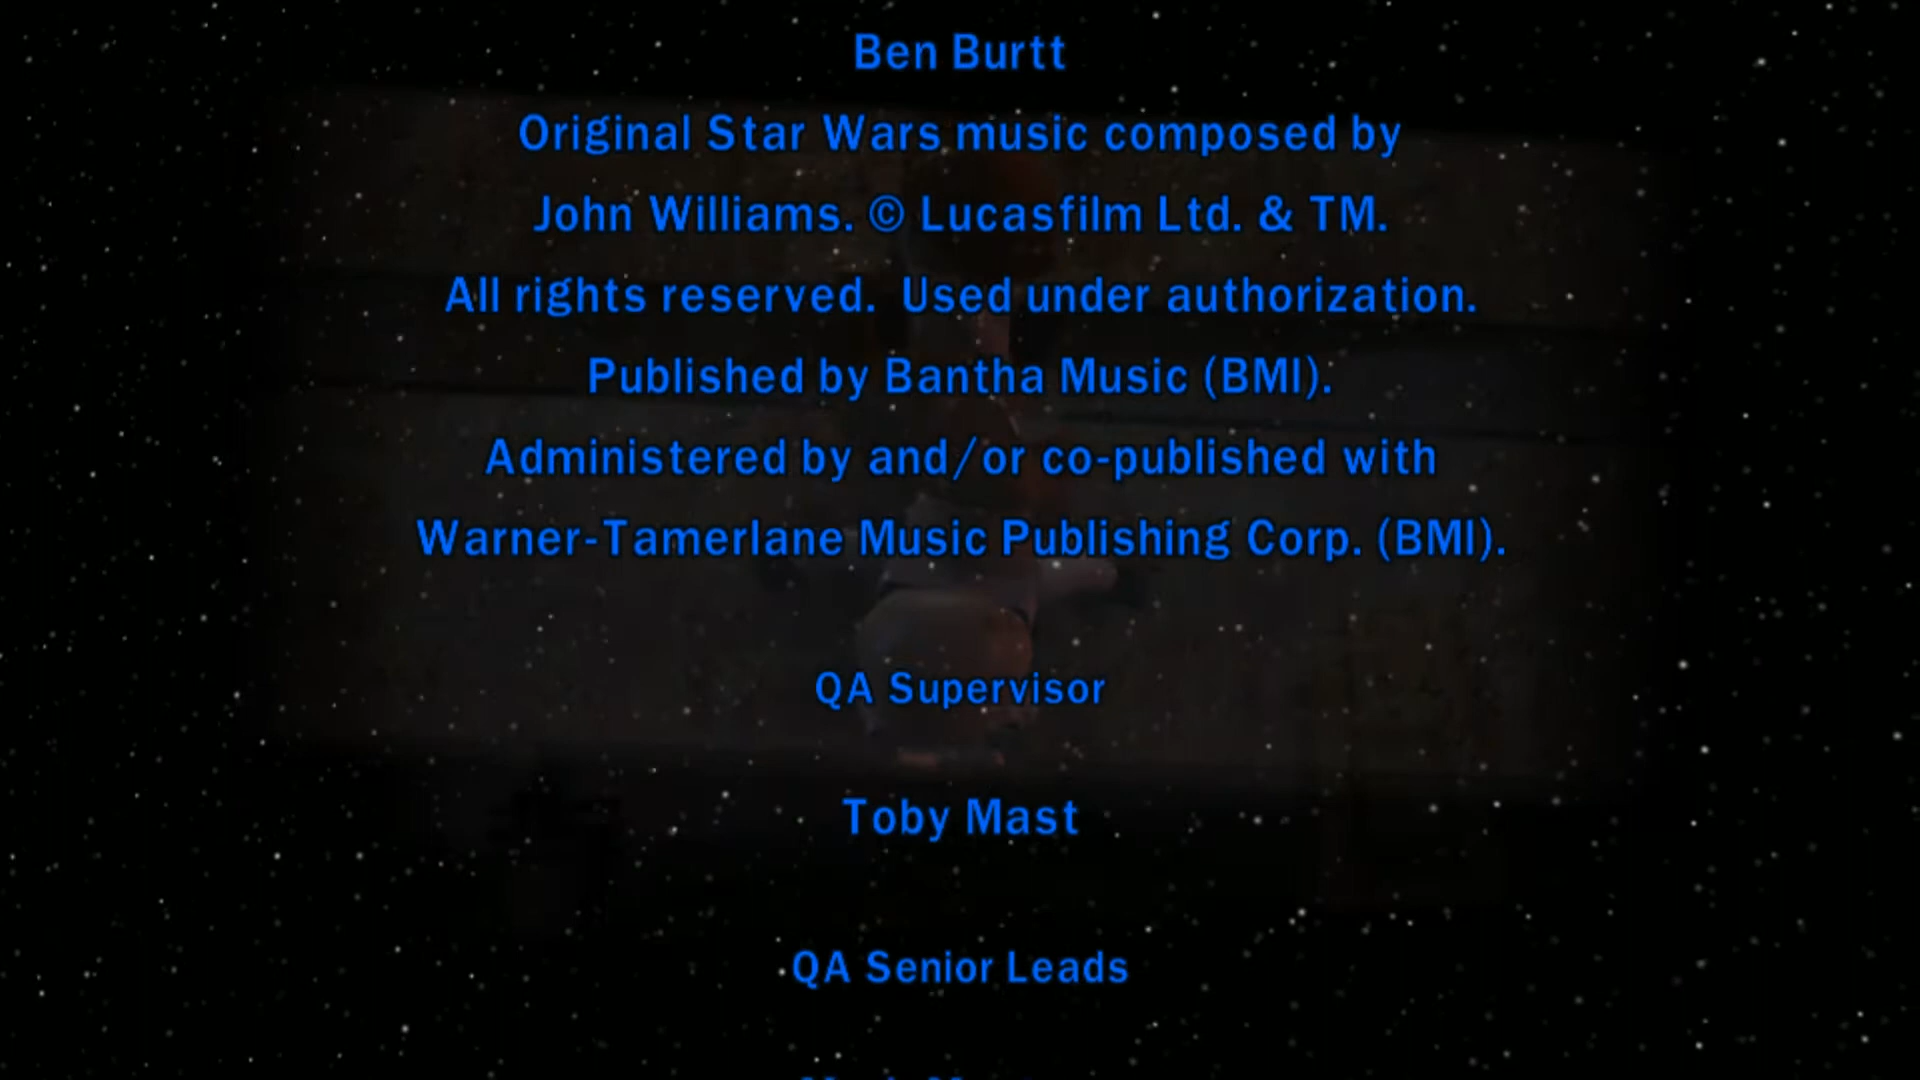 Ben Burtt
Original Star Wars music composed by
John Williams. © Lucasfilm Ltd. & TM.
All rights reserved.  Used under authorization.
Published by Bantha Music (BMI).
Administered by and/or co-published with
Warner-Tamerlane Music Publishing Corp. (BMI).
QA Supervisor
Toby Mast
QA Senior Leads